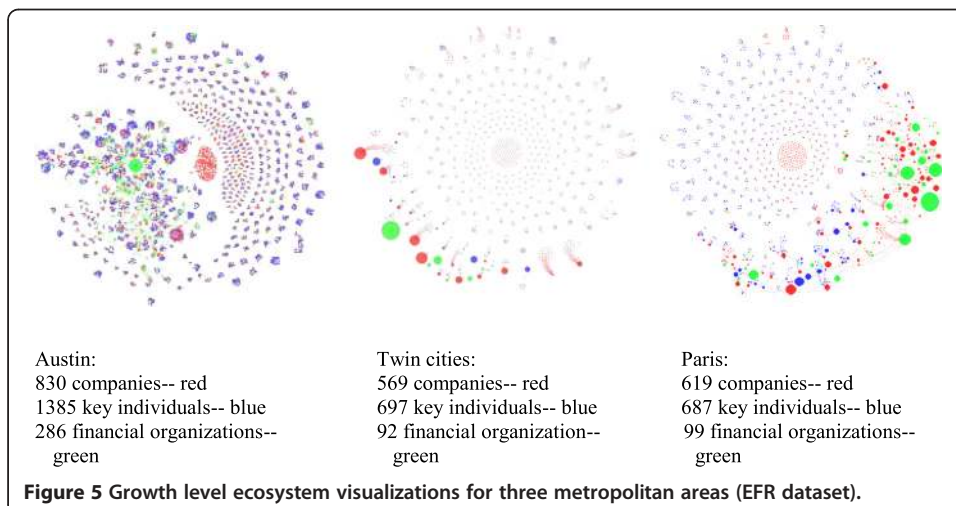 Austin:
830 companies-- red
1385 key individuals-- blue
286 financial organizations--
green
Twin cities:
569 companies-- red
697 key individuals-- blue
92 financial organization--
green
Paris:
619 companies-- red
687 key individuals-- blue
99 financial organizations--
green
Figure 5 Growth level ecosystem visualizations for three metropolitan areas (EFR dataset).